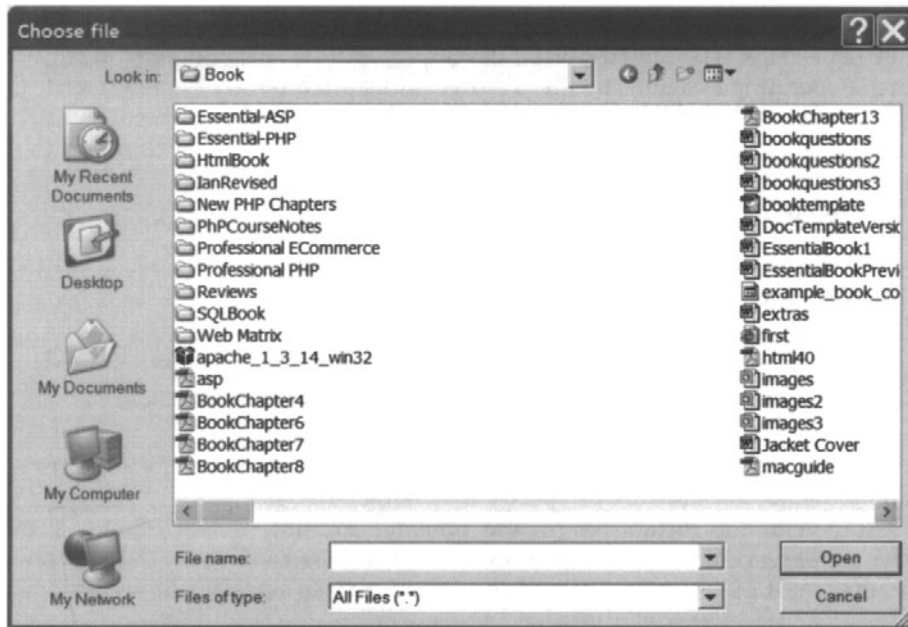 Choose file
Look in:
Book
My Recent
Documents
Desktop
My Documents
My Computer
My Network
Essential-ASP
Essential-PHP
HtmlBook
IanRevised
New PHP Chapters
PhPCourseNotes
Professional ECommerce
Professional PHP
Reviews
SQLBook
Web Matrix
apache_1_3_14_win32
asp
BookChapter4
BookChapter6
BookChapter7
BookChapter8
BookChapter13
bookquestions
bookquestions2
bookquestions3
booktemplate
DocTemplateVersic
EssentialBook1
EssentialBookPrevi
example_book_co
extras
first
html40
images
images2
images3
Jacket Cover
macguide
File name:
Open
Files of type:
All Files (*.*)
Cancel